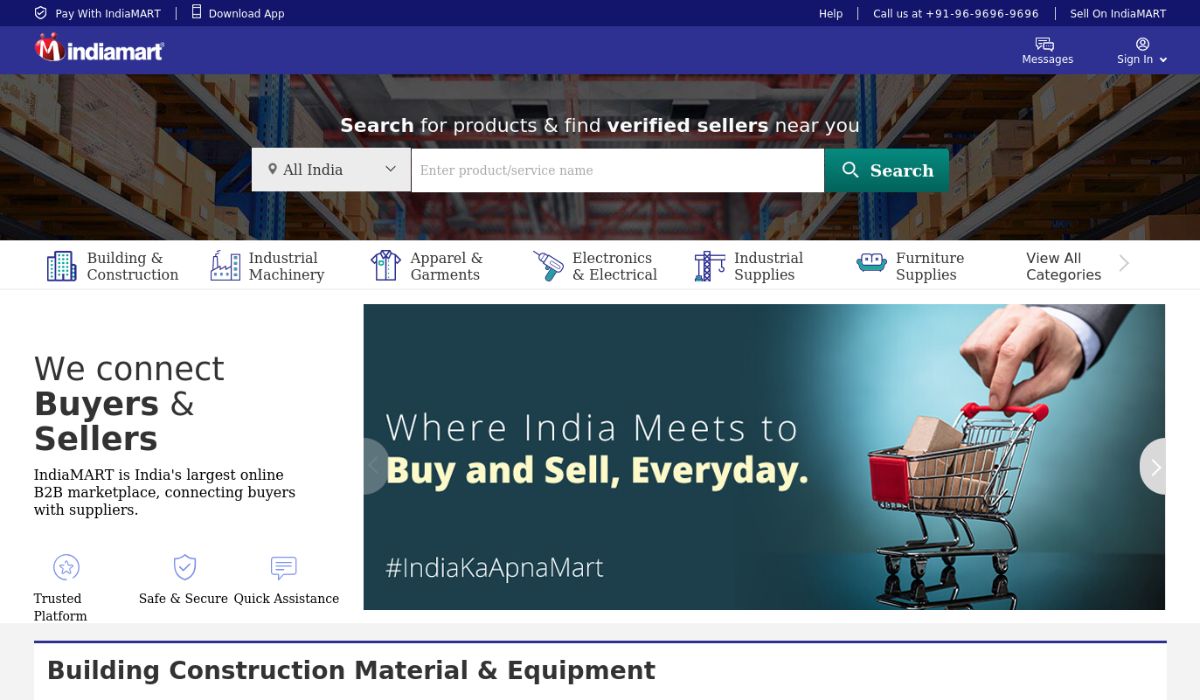 Pay With IndiaMART
Download App
Help
Call us at +91-96-9696-9696
Sell On IndiaMART
indiamart
Messages
Sign In
Search for products & find verified sellers near you
All India
Enter product/service name
Search
Building &
Construction
Industrial
Machinery
Apparel &
Garments
Electronics
& Electrical
Industrial
Supplies
Furniture
Supplies
View All
Categories
We connect
Buyers &
Sellers
IndiaMART is India's largest online
B2B marketplace, connecting buyers
with suppliers.
Trusted
Platform
Safe & Secure
Quick Assistance
Where India Meets to
Buy and Sell, Everyday.
#IndiaKaApnaMart
Building Construction Material & Equipment